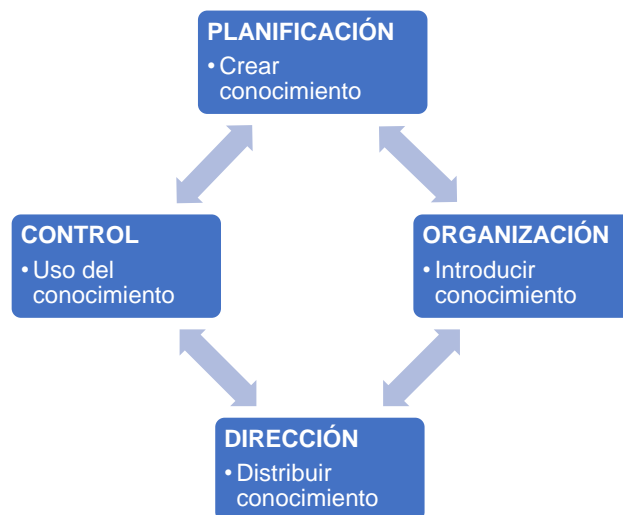 PLANIFICACIÓN
• Crear
conocimiento
CONTROL
• Uso del
conocimiento
ORGANIZACIÓN
• Introducir
conocimiento
DIRECCIÓN
• Distribuir
conocimiento